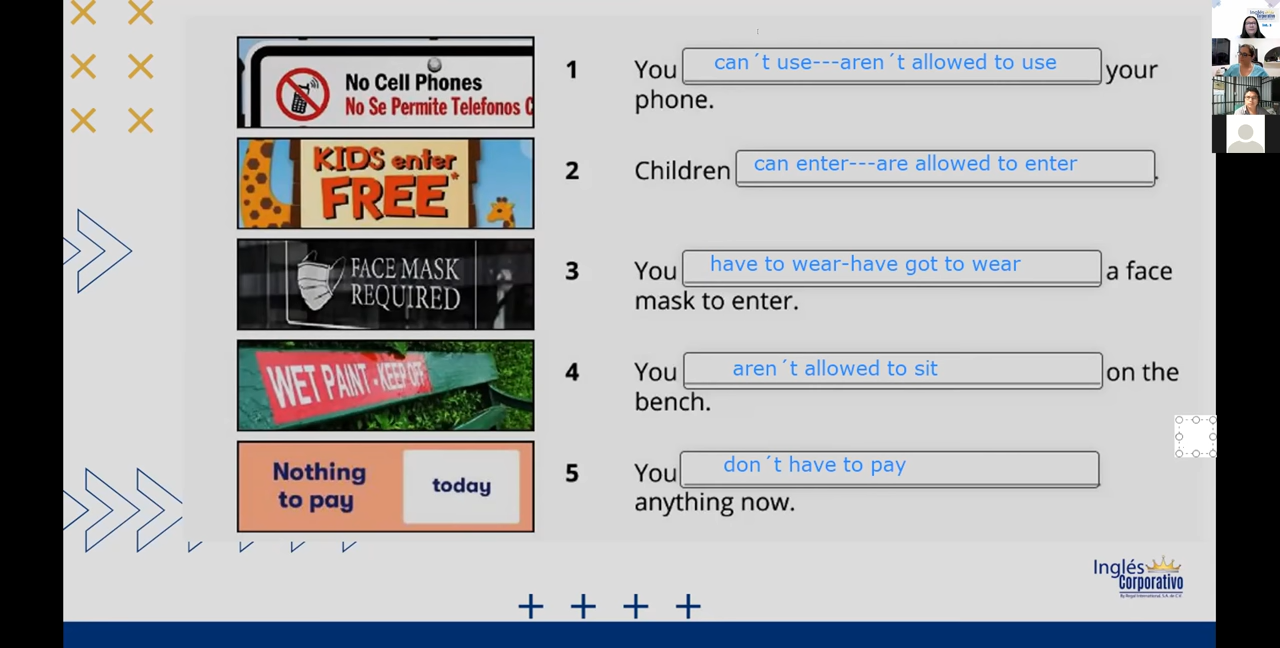 No Cell Phones
No Se Permite Telefonos C
1 You can´t use---aren´t allowed to use your
phone.
KIDS enter
FREE*
2 Children can enter---are allowed to enter.
FACE MASK
REQUIRED
3 You have to wear-have got to wear a face
mask to enter.
WET PAINT-KEEP OFF
4 You aren´t allowed to sit on the
bench.
Nothing
to pay
today
5 You don´t have to pay
anything now.
Inglés
Corporativo